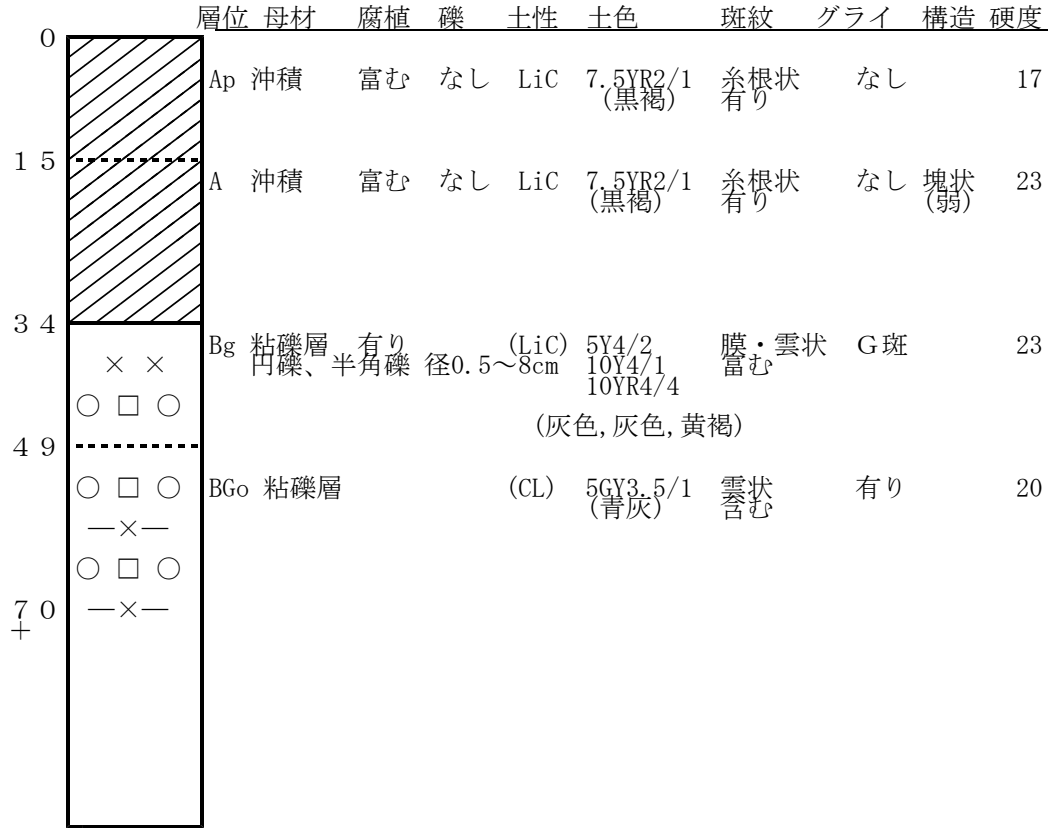 層位 母材 腐植 礫 土性 土色 斑紋 グライ 構造 硬度
0
Ap 沖積 富む なし LiC 7.5YR2/1 糸根状 なし 17
(黒褐) 有り
15
A 沖積 富む なし LiC 7.5YR2/1 糸根状 なし 塊状 23
(黒褐) 有り (弱)
34
Bg 粘礫層 有り (LiC) 5Y4/2 膜・雲状 G斑 23
× × 円礫、半角礫 径0.5～8cm 10Y4/1 富む
10YR4/4
○ □ ○
(灰色,灰色,黄褐)
49
○ □ ○ BGo 粘礫層 (CL) 5GY3.5/1 雲状 有り 20
(青灰) 含む
―×―
○ □ ○
70 ―×―
＋